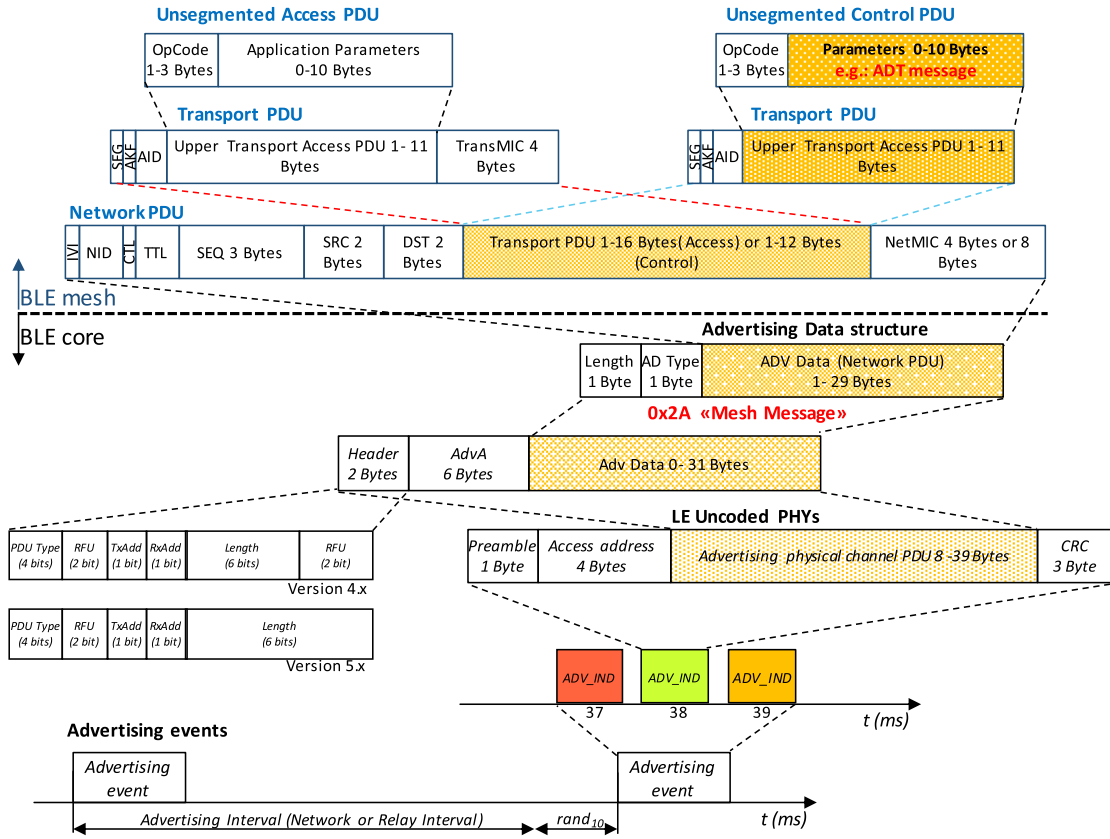 Unsegmented Access PDU
Unsegmented Control PDU
OpCode
1-3 Bytes
Application Parameters
0-10 Bytes
OpCode
1-3 Bytes
Parameters 0-10 Bytes
e.g.: ADT message
Transport PDU
Transport PDU
SEG
AKF
AID
Upper Transport Access PDU 1- 11
Bytes
TransMIC 4
Bytes
SEG
AKF
AID
Upper Transport Access PDU 1- 11
Bytes
Network PDU
IVI
NID
CTL
TTL
SEQ 3 Bytes
SRC 2
Bytes
DST 2
Bytes
Transport PDU 1-16 Bytes(Access) or 1-12 Bytes
(Control)
NetMIC 4 Bytes or 8
Bytes
BLE mesh
BLE core
Advertising Data structure
Length
1 Byte
AD Type
1 Byte
ADV Data (Network PDU)
1- 29 Bytes
0x2A «Mesh Message»
Header
2 Bytes
AdvA
6 Bytes
Adv Data 0- 31 Bytes
LE Uncoded PHYs
PDU Type
(4 bits)
RFU
(2 bit)
TxAdd
(1 bit)
RxAdd
(1 bit)
Length
(6 bits)
RFU
(2 bit)
Version 4.x
Preamble
1 Byte
Access address
4 Bytes
Advertising physical channel PDU 8 -39 Bytes
CRC
3 Byte
PDU Type
(4 bits)
RFU
(2 bit)
TxAdd
(1 bit)
RxAdd
(1 bit)
Length
(6 bits)
Version 5.x
ADV_IND
ADV_IND
ADV_IND
37
38
39
t (ms)
Advertising events
Advertising
event
Advertising
event
t (ms)
Advertising Interval (Network or Relay Interval)
rand10